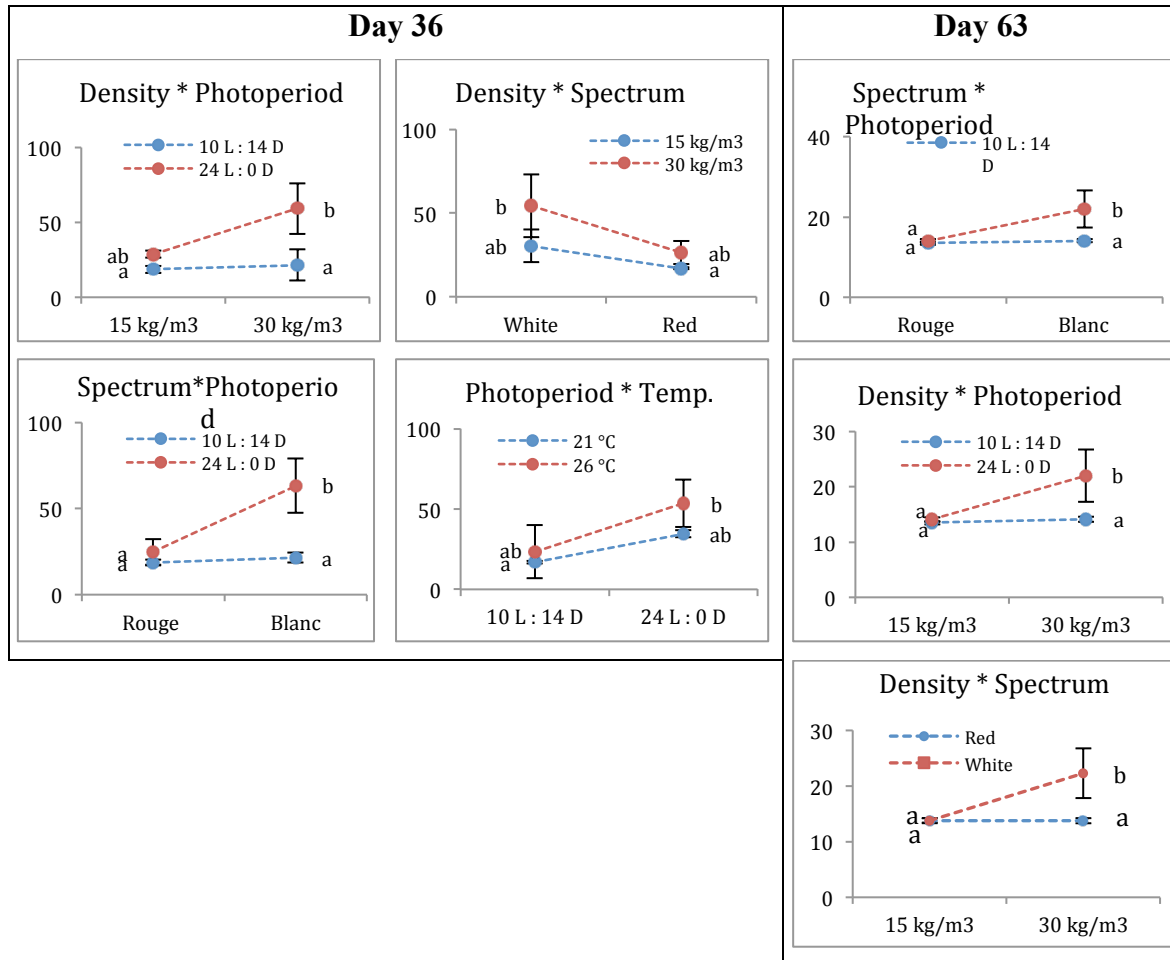 Day 36
Density * Photoperiod
10 L : 14 D
24 L : 0 D
100
50
0
ab
a
b
a
15 kg/m3 30 kg/m3
Density * Spectrum
15 kg/m3
30 kg/m3
100
50
0
b
ab
ab
a
White Red
Spectrum*Photoperio
d
10 L : 14 D
24 L : 0 D
100
50
0
a
a
b
a
Rouge Blanc
Photoperiod * Temp.
21 °C
26 °C
100
50
0
ab
a
b
ab
10 L : 14 D 24 L : 0 D
Day 63
Spectrum *
Photoperiod
10 L : 14
D
40
20
0
a
a
b
a
Rouge Blanc
Density * Photoperiod
10 L : 14 D
24 L : 0 D
30
20
10
0
a
a
b
a
15 kg/m3 30 kg/m3
Density * Spectrum
Red
White
30
20
10
0
a
a
b
a
15 kg/m3 30 kg/m3